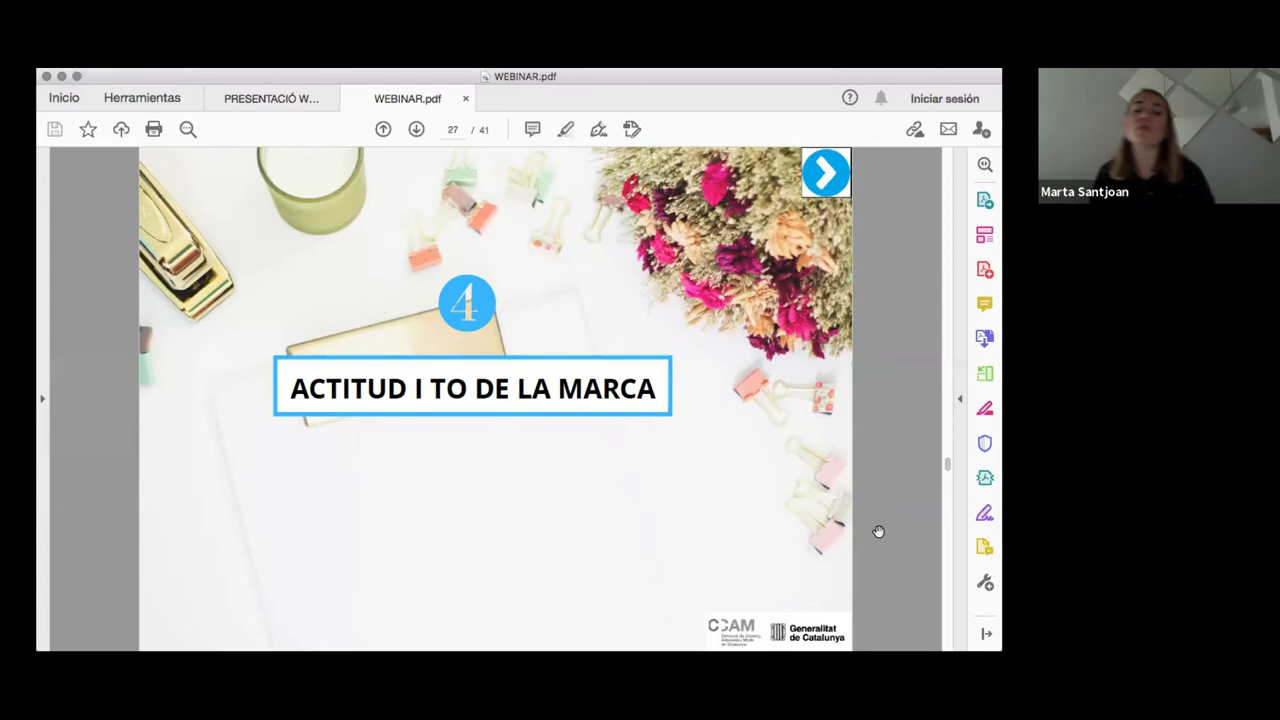 WEBINAR.pdf
Inicio
Herramientas
PRESENTACIÓ W...
WEBINAR.pdf
Iniciar sesión
27 / 41
Marta Santjoan
4
ACTITUD I TO DE LA MARCA
CCAM
Generalitat
de Catalunya